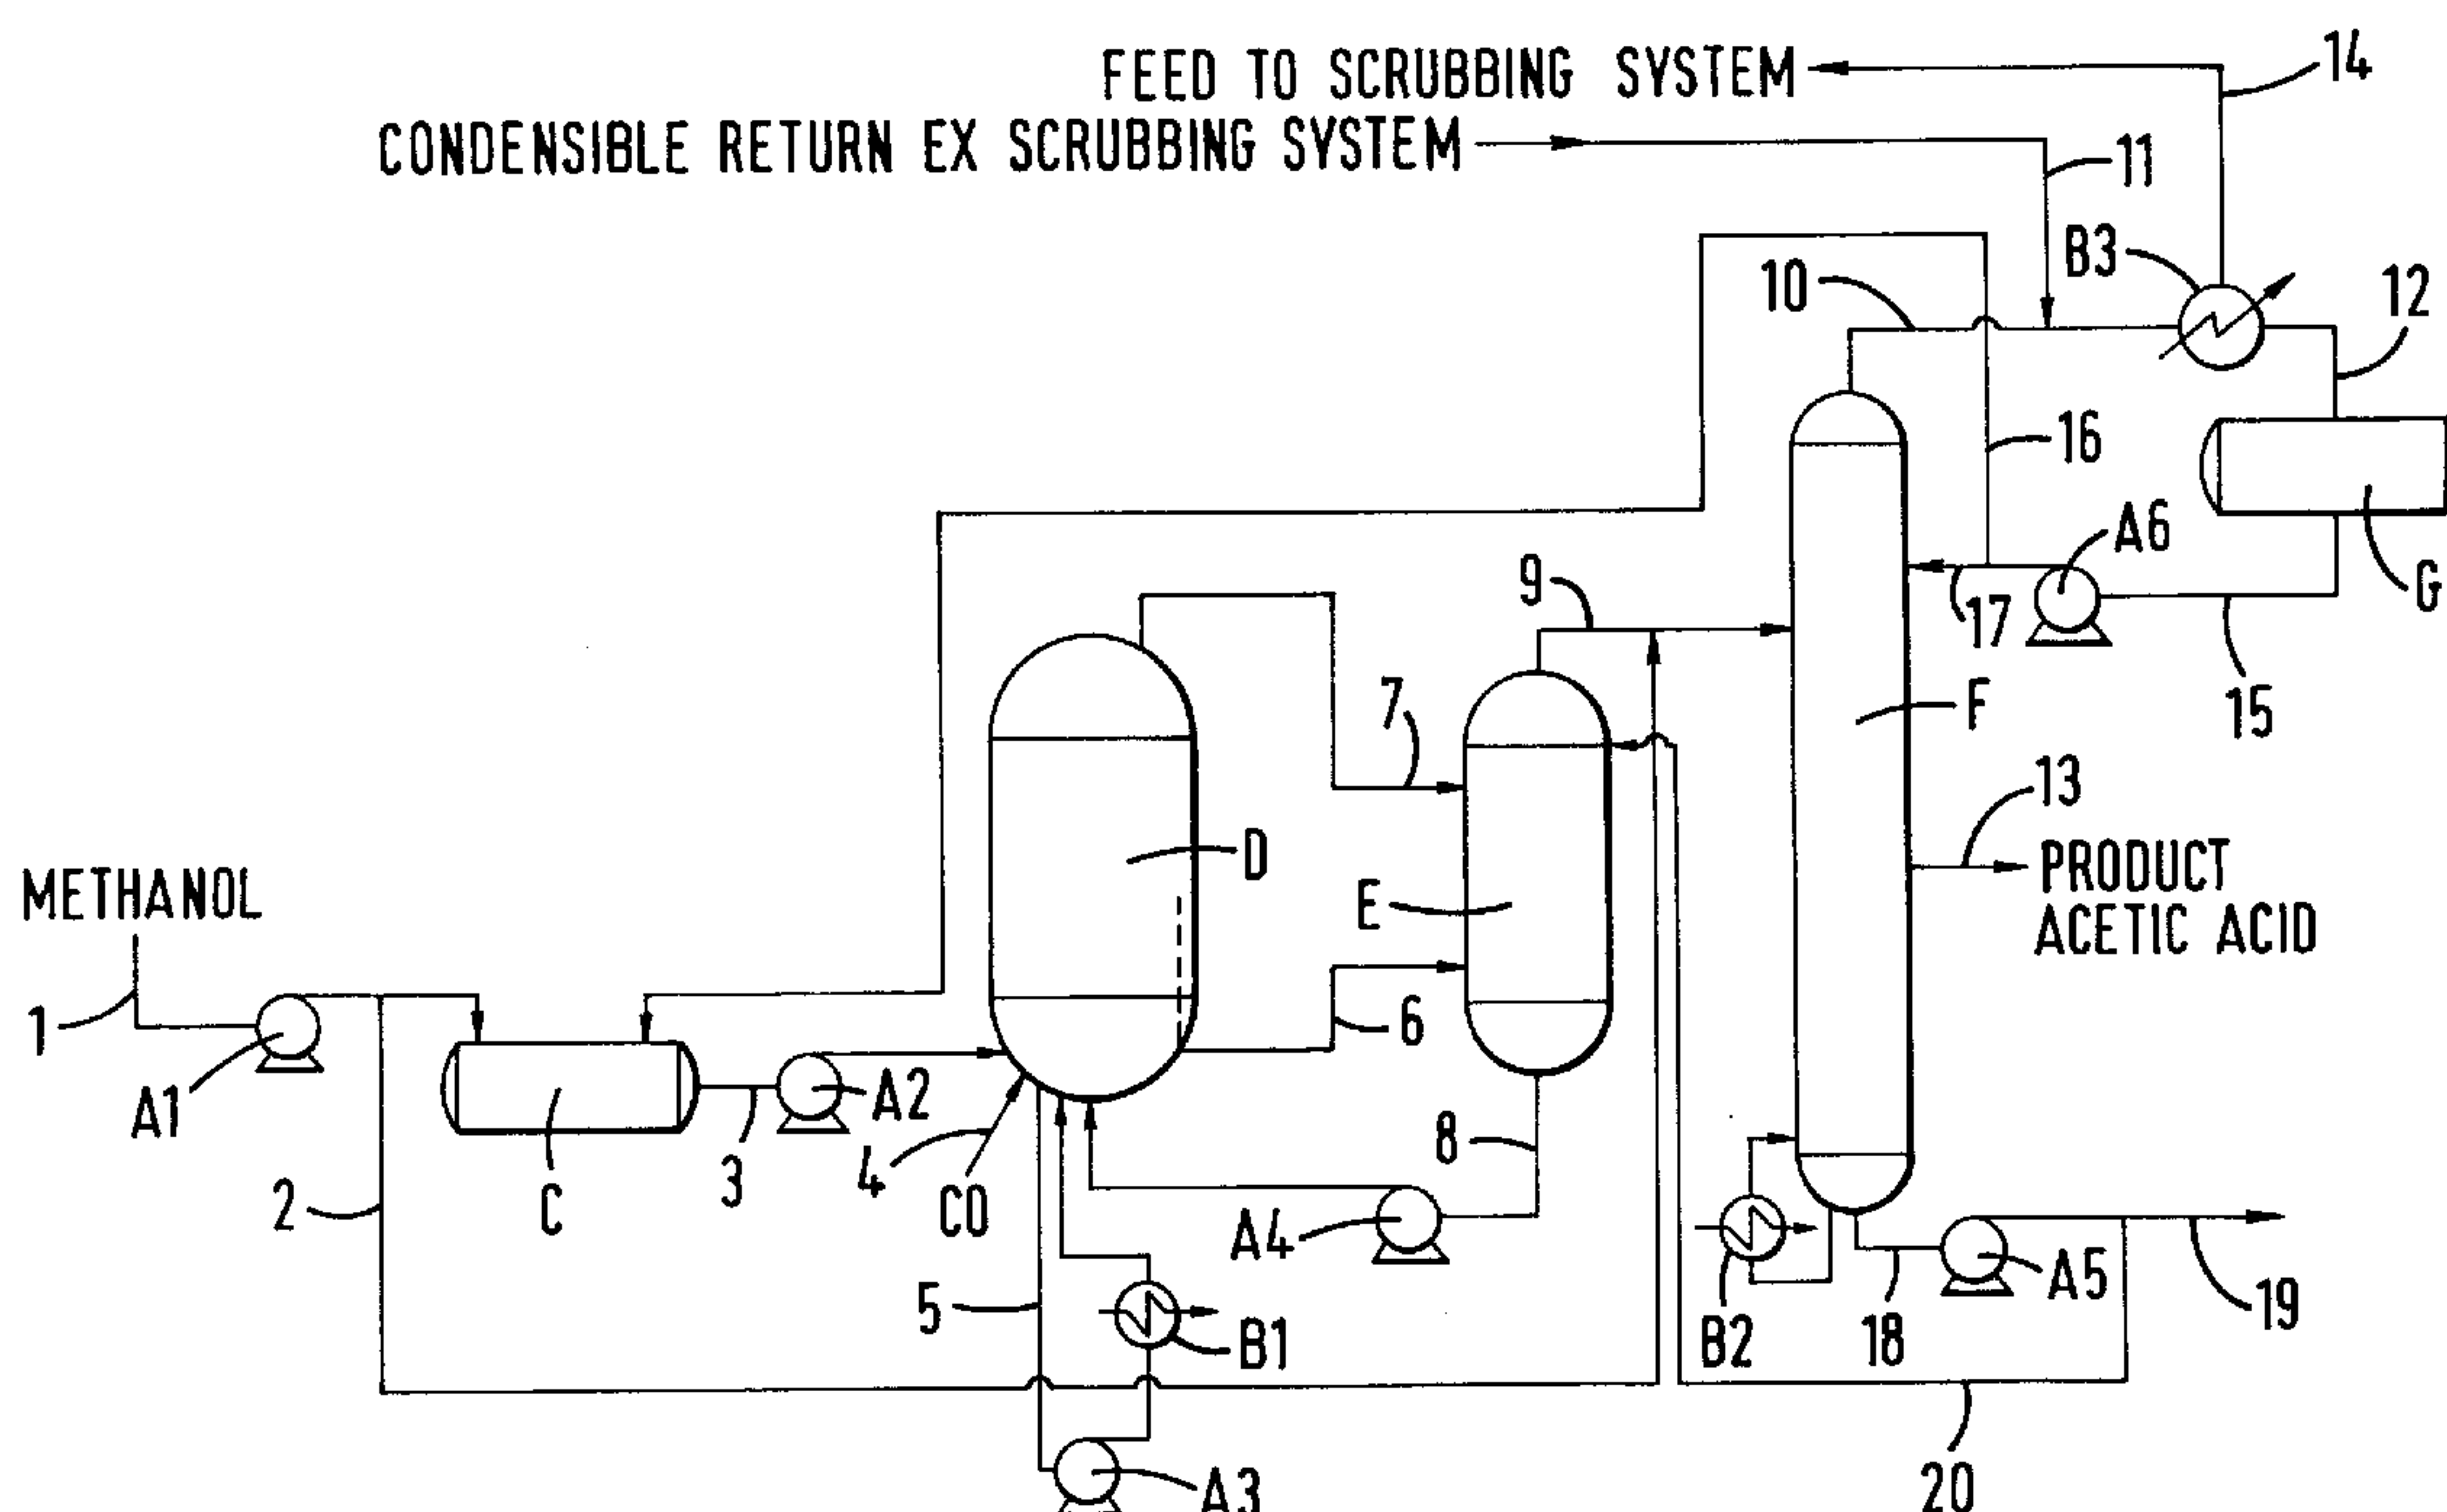 FEED TO SCRUBBING SYSTEM
14
CONDENSIBLE RETURN EX SCRUBBING SYSTEM
11
B3
10
12
16
A6
9
G
17
7
F
15
13
D
METHANOL
PRODUCT
ACETIC ACID
E
1
6
A1
A2
8
3
4
2
C
CO
A4
5
A5
19
B1
B2
18
A3
20